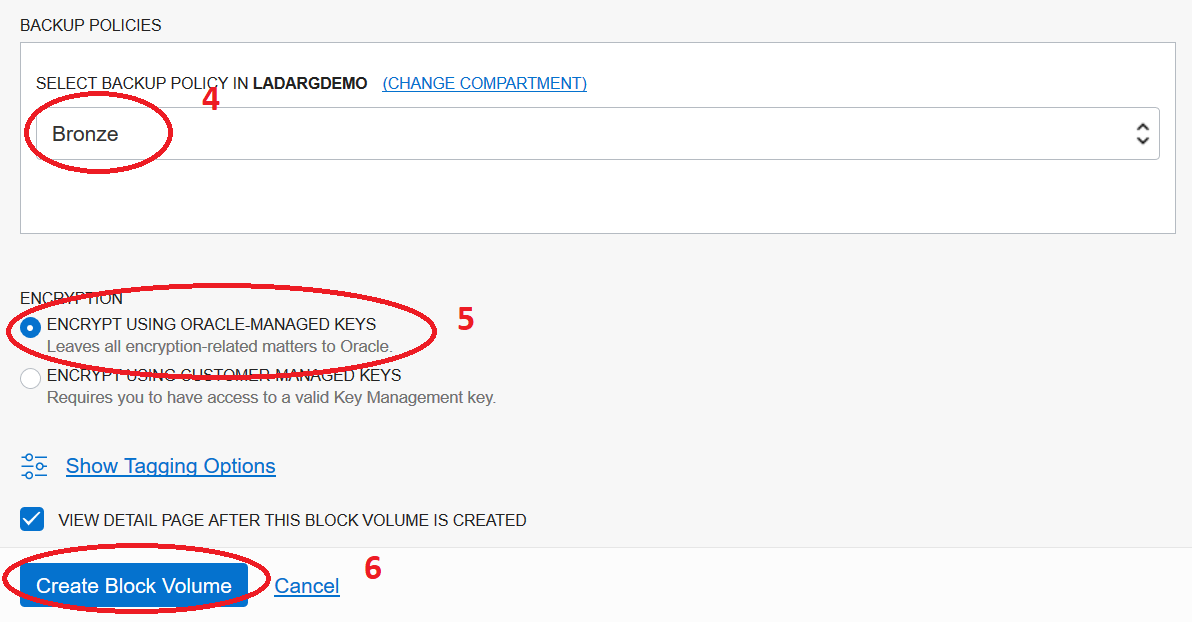 BACKUP POLICIES
SELECT BACKUP POLICY IN LADARGDEMO (CHANGE COMPARTMENT)
4
Bronze
ENCRYPTION
ENCRYPT USING ORACLE-MANAGED KEYS
5
Leaves all encryption-related matters to Oracle.
ENCRYPT USING CUSTOMER-MANAGED KEYS
Requires you to have access to a valid Key Management key.
Show Tagging Options
VIEW DETAIL PAGE AFTER THIS BLOCK VOLUME IS CREATED
6
Create Block Volume Cancel